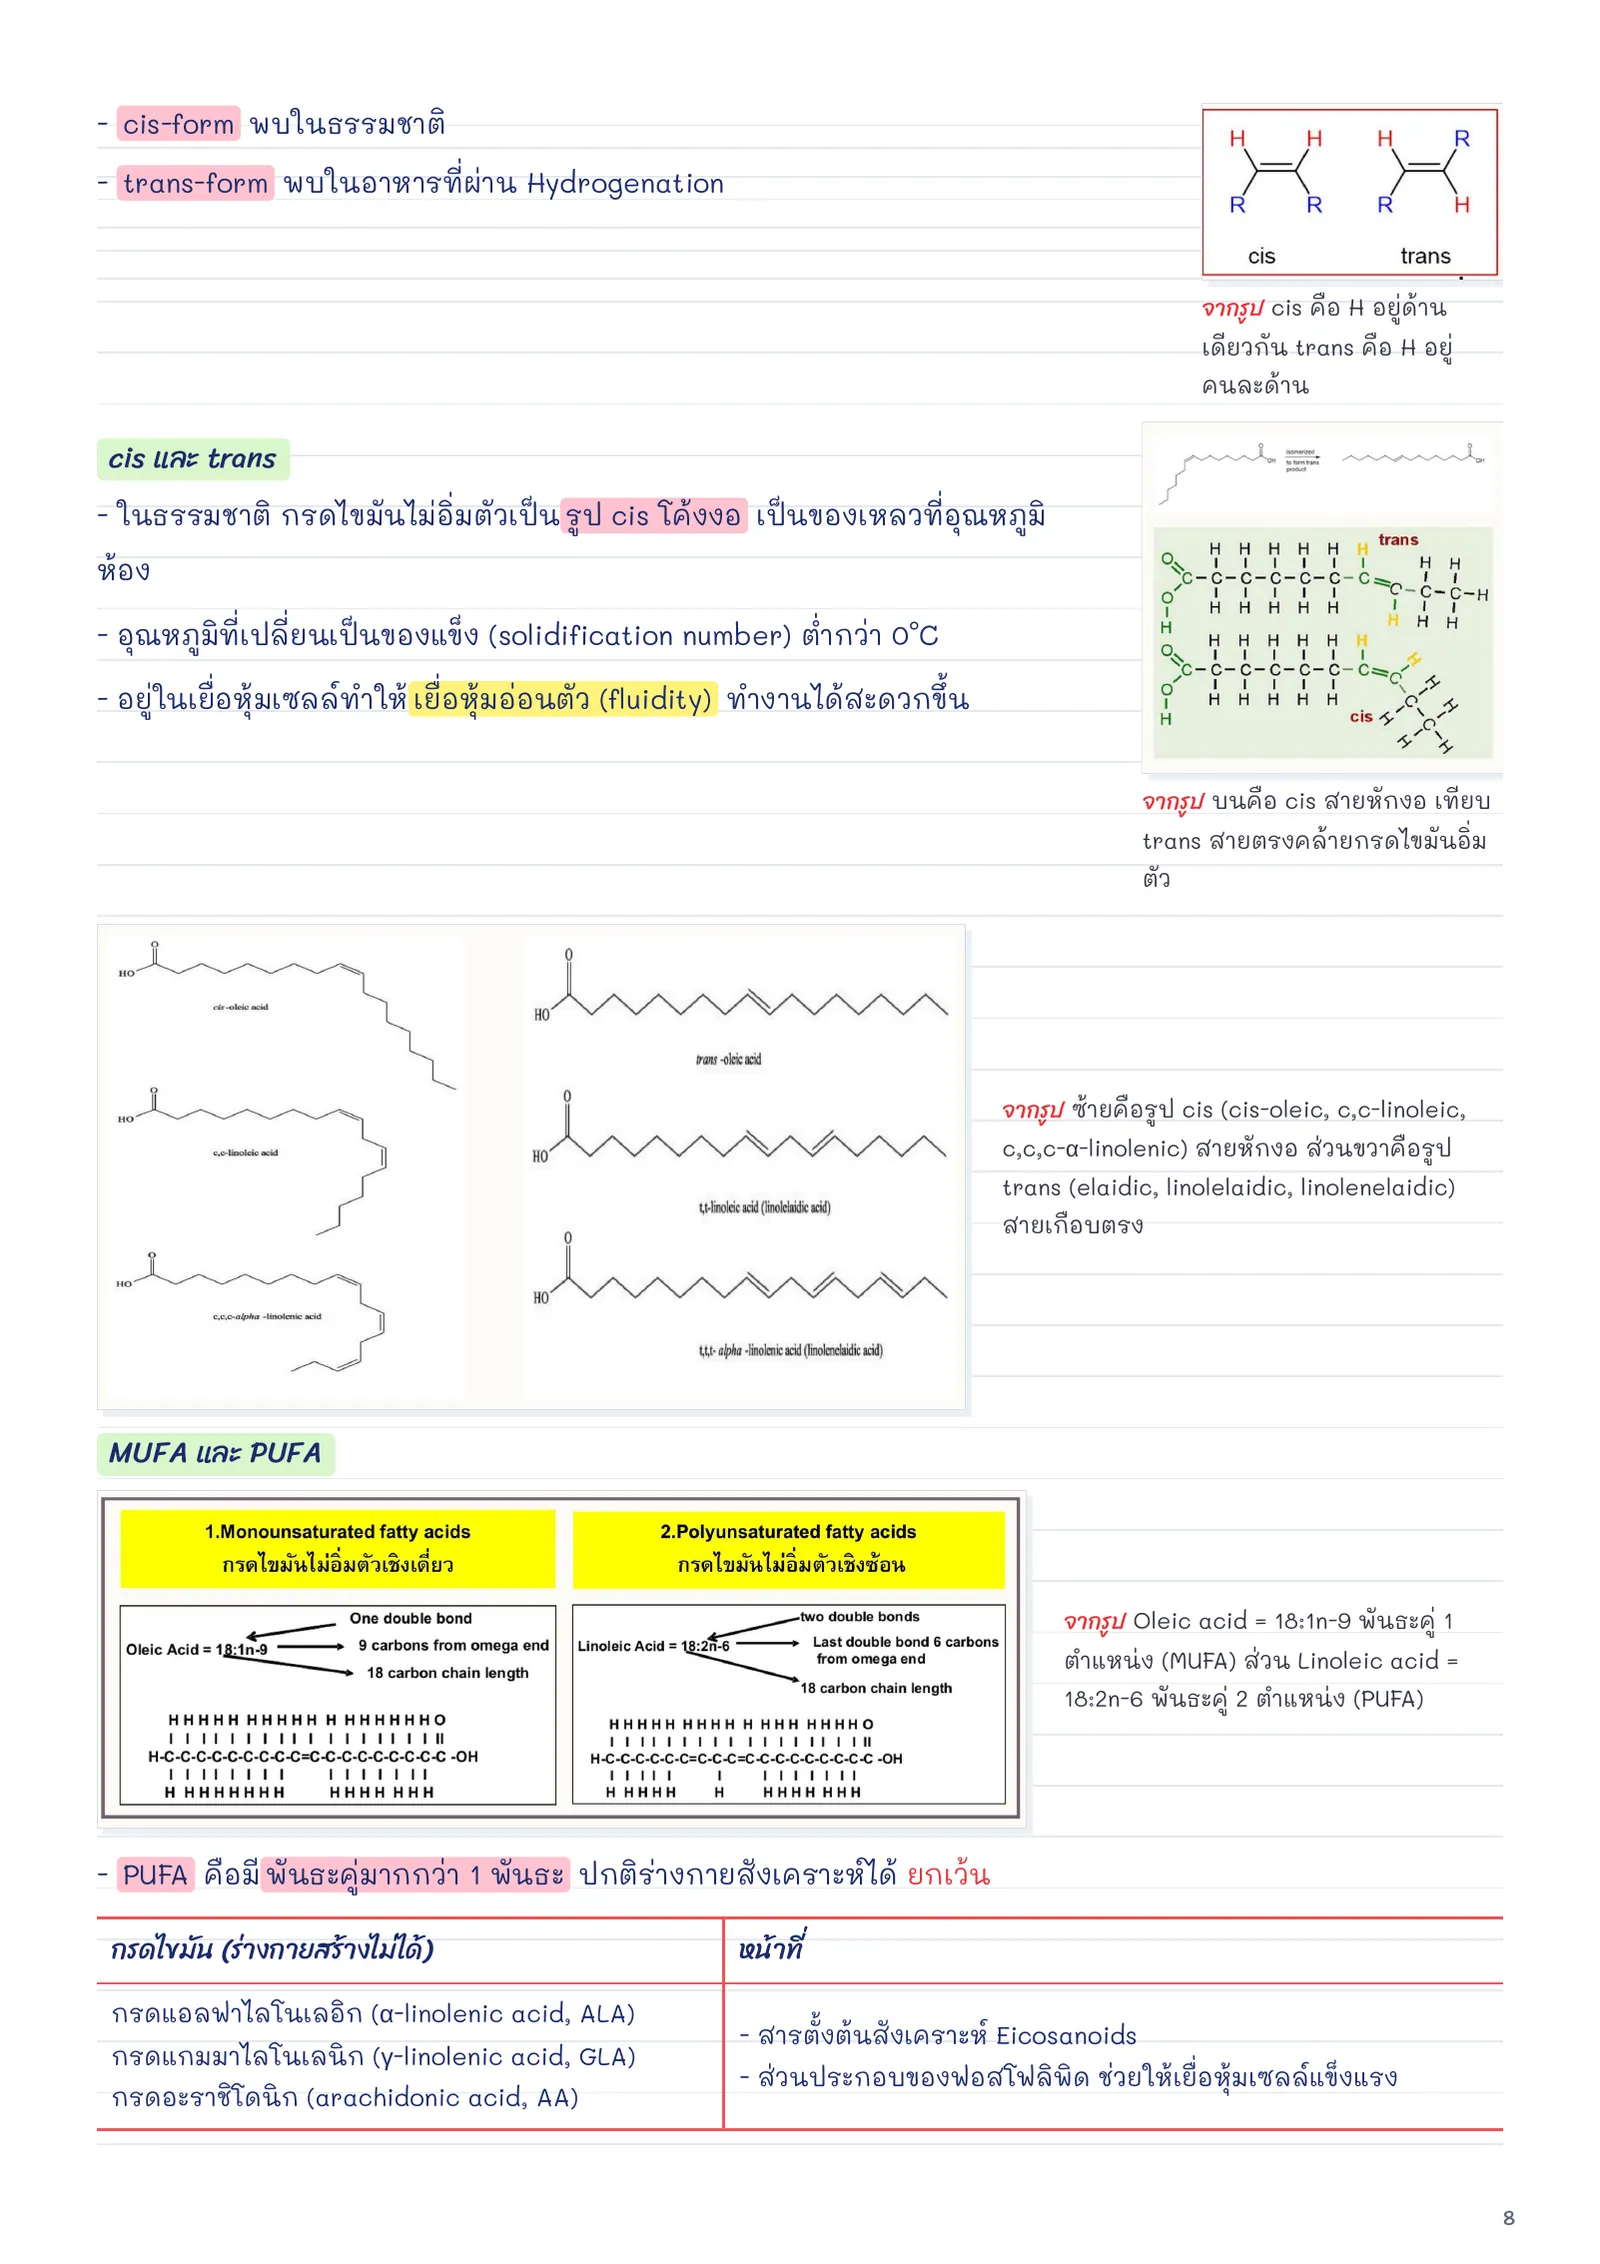 - cis-form พบในธรรมชาติ
- trans-form พบในอาหารที่ผ่าน Hydrogenation
H H H R
R R R H
cis trans
จากรูป cis คือ H อยู่ด้าน
เดียวกัน trans คือ H อยู่
คนละด้าน
cis และ trans
- ในธรรมชาติ กรดไขมันไม่อิ่มตัวเป็นรูป cis โค้งงอ เป็นของเหลวที่อุณหภูมิ
ห้อง
- อุณหภูมิที่เปลี่ยนเป็นของแข็ง (solidification number) ต่ำกว่า 0°C
- อยู่ในเยื่อหุ้มเซลล์ทำให้เยื่อหุ้มอ่อนตัว (fluidity) ทำงานได้สะดวกขึ้น
isomerized
to form trans
product
trans
cis
จากรูป บนคือ cis สายหักงอ เทียบ
trans สายตรงคล้ายกรดไขมันอิ่ม
ตัว
cis-oleic acid
trans -oleic acid
c,c-linoleic acid
t,t-linoleic acid (linolelaidic acid)
c,c,c-alpha -linolenic acid
t,t,t- alpha -linolenic acid (linolenelaidic acid)
จากรูป ซ้ายคือรูป cis (cis-oleic, c,c-linoleic,
c,c,c-α-linolenic) สายหักงอ ส่วนขวาคือรูป
trans (elaidic, linolelaidic, linolenelaidic)
สายเกือบตรง
MUFA และ PUFA
1.Monounsaturated fatty acids
กรดไขมันไม่อิ่มตัวเชิงเดี่ยว
One double bond
Oleic Acid = 18:1n-9
9 carbons from omega end
18 carbon chain length
H H H H H H H H H H H H H H H H H O
H-C-C-C-C-C-C-C-C-C=C-C-C-C-C-C-C-C-C -OH
H H H H H H H H H H H H H H H
2.Polyunsaturated fatty acids
กรดไขมันไม่อิ่มตัวเชิงซ้อน
two double bonds
Linoleic Acid = 18:2n-6
Last double bond 6 carbons
from omega end
18 carbon chain length
H H H H H H H H H H H H H H H H H O
H-C-C-C-C-C-C=C-C-C=C-C-C-C-C-C-C-C-C -OH
H H H H H H H H H H H H H
จากรูป Oleic acid = 18:1n-9 พันธะคู่ 1
ตำแหน่ง (MUFA) ส่วน Linoleic acid =
18:2n-6 พันธะคู่ 2 ตำแหน่ง (PUFA)
- PUFA คือมีพันธะคู่มากกว่า 1 พันธะ ปกติร่างกายสังเคราะห์ได้ ยกเว้น
กรดไขมัน (ร่างกายสร้างไม่ได้)
หน้าที่
กรดแอลฟาไลโนเลอิก (α-linolenic acid, ALA)
กรดแกมมาไลโนเลนิก (γ-linolenic acid, GLA)
กรดอะราชิโดนิก (arachidonic acid, AA)
- สารตั้งต้นสังเคราะห์ Eicosanoids
- ส่วนประกอบของฟอสโฟลิพิด ช่วยให้เยื่อหุ้มเซลล์แข็งแรง
8